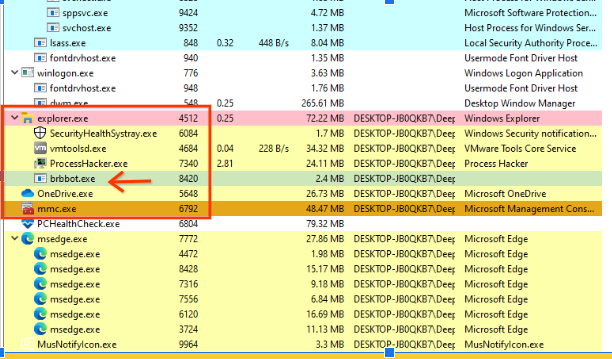 svchost.exe
sppsvc.exe 9424 4.72 MB Microsoft Software Protection...
svchost.exe 9352 1.37 MB Host Process for Windows Ser...
lsass.exe 848 0.32 448 B/s 8.04 MB Local Security Authority Proce...
fontdrvhost.exe 940 1.35 MB Usermode Font Driver Host
winlogon.exe 776 3.63 MB Windows Logon Application
fontdrvhost.exe 940 1.75 MB Usermode Font Driver Host
dwm.exe 548 0.25 265.61 MB Desktop Window Manager
explorer.exe 4512 0.25 72.22 MB DESKTOP-JB0QKB7\Deep Windows Explorer
SecurityHealthSystray.exe 6084 1.7 MB DESKTOP-JB0QKB7\Deep Windows Security notification...
vmtoolsd.exe 4684 0.04 228 B/s 34.32 MB DESKTOP-JB0QKB7\Deep VMware Tools Core Service
ProcessHacker.exe 7340 2.81 24.11 MB DESKTOP-JB0QKB7\Deep Process Hacker
brbbot.exe 8420 2.4 MB DESKTOP-JB0QKB7\Deep
OneDrive.exe 5648 26.73 MB DESKTOP-JB0QKB7\Deep Microsoft OneDrive
mmc.exe 6792 48.47 MB DESKTOP-JB0QKB7\Deep Microsoft Management Cons...
PCHealthCheck.exe 6804 79.32 MB
msedge.exe 7772 27.86 MB DESKTOP-JB0QKB7\Deep Microsoft Edge
msedge.exe 4472 1.98 MB DESKTOP-JB0QKB7\Deep Microsoft Edge
msedge.exe 8428 15.17 MB DESKTOP-JB0QKB7\Deep Microsoft Edge
msedge.exe 7316 9.18 MB DESKTOP-JB0QKB7\Deep Microsoft Edge
msedge.exe 7556 6.84 MB DESKTOP-JB0QKB7\Deep Microsoft Edge
msedge.exe 6120 16.69 MB DESKTOP-JB0QKB7\Deep Microsoft Edge
msedge.exe 3724 11.13 MB DESKTOP-JB0QKB7\Deep Microsoft Edge
MusNotifyIcon.exe 9964 3.3 MB DESKTOP-JB0QKB7\Deep MusNotifyIcon.exe